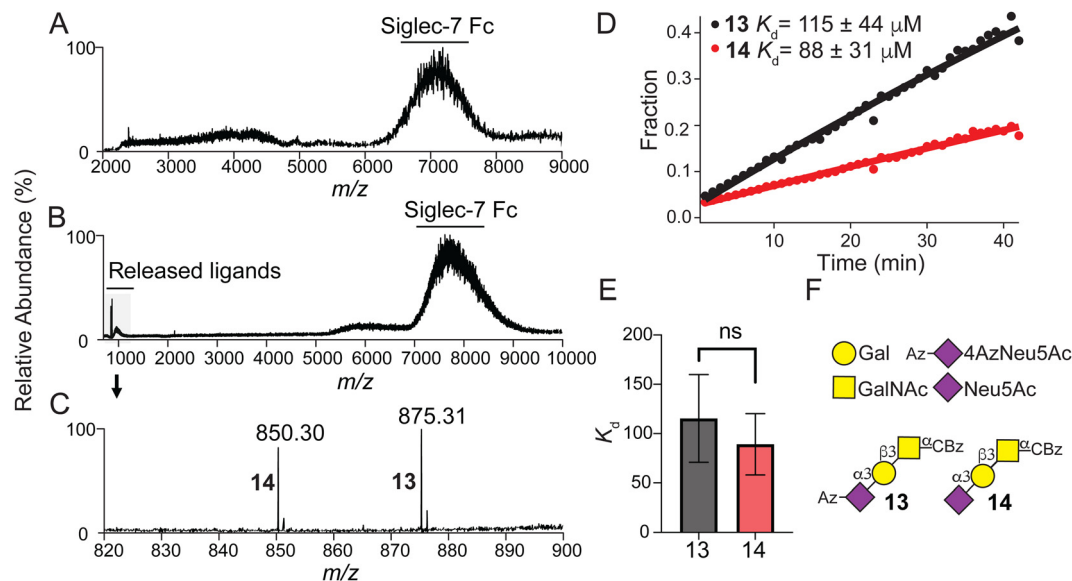 Relative Abundance (%)
A
Siglec-7 Fc
100
0
2000 3000 4000 5000 6000 7000 8000 9000
m/z
B
Siglec-7 Fc
100
Released ligands
0
1000 2000 3000 4000 5000 6000 7000 8000 9000 10000
m/z
C
875.31
850.30
100
14
13
0
820 830 840 850 860 870 880 890 900
m/z
D
13 Kd = 115 ± 44 μM
14 Kd = 88 ± 31 μM
Fraction
0.4
0.3
0.2
0.1
0.0
10 20 30 40
Time (min)
E
ns
Kd
200
150
100
50
0
13 14
F
Gal Az 4AzNeu5Ac
GalNAc Neu5Ac
β3 α CBz
α3
Az 13
β3 α CBz
α3
14